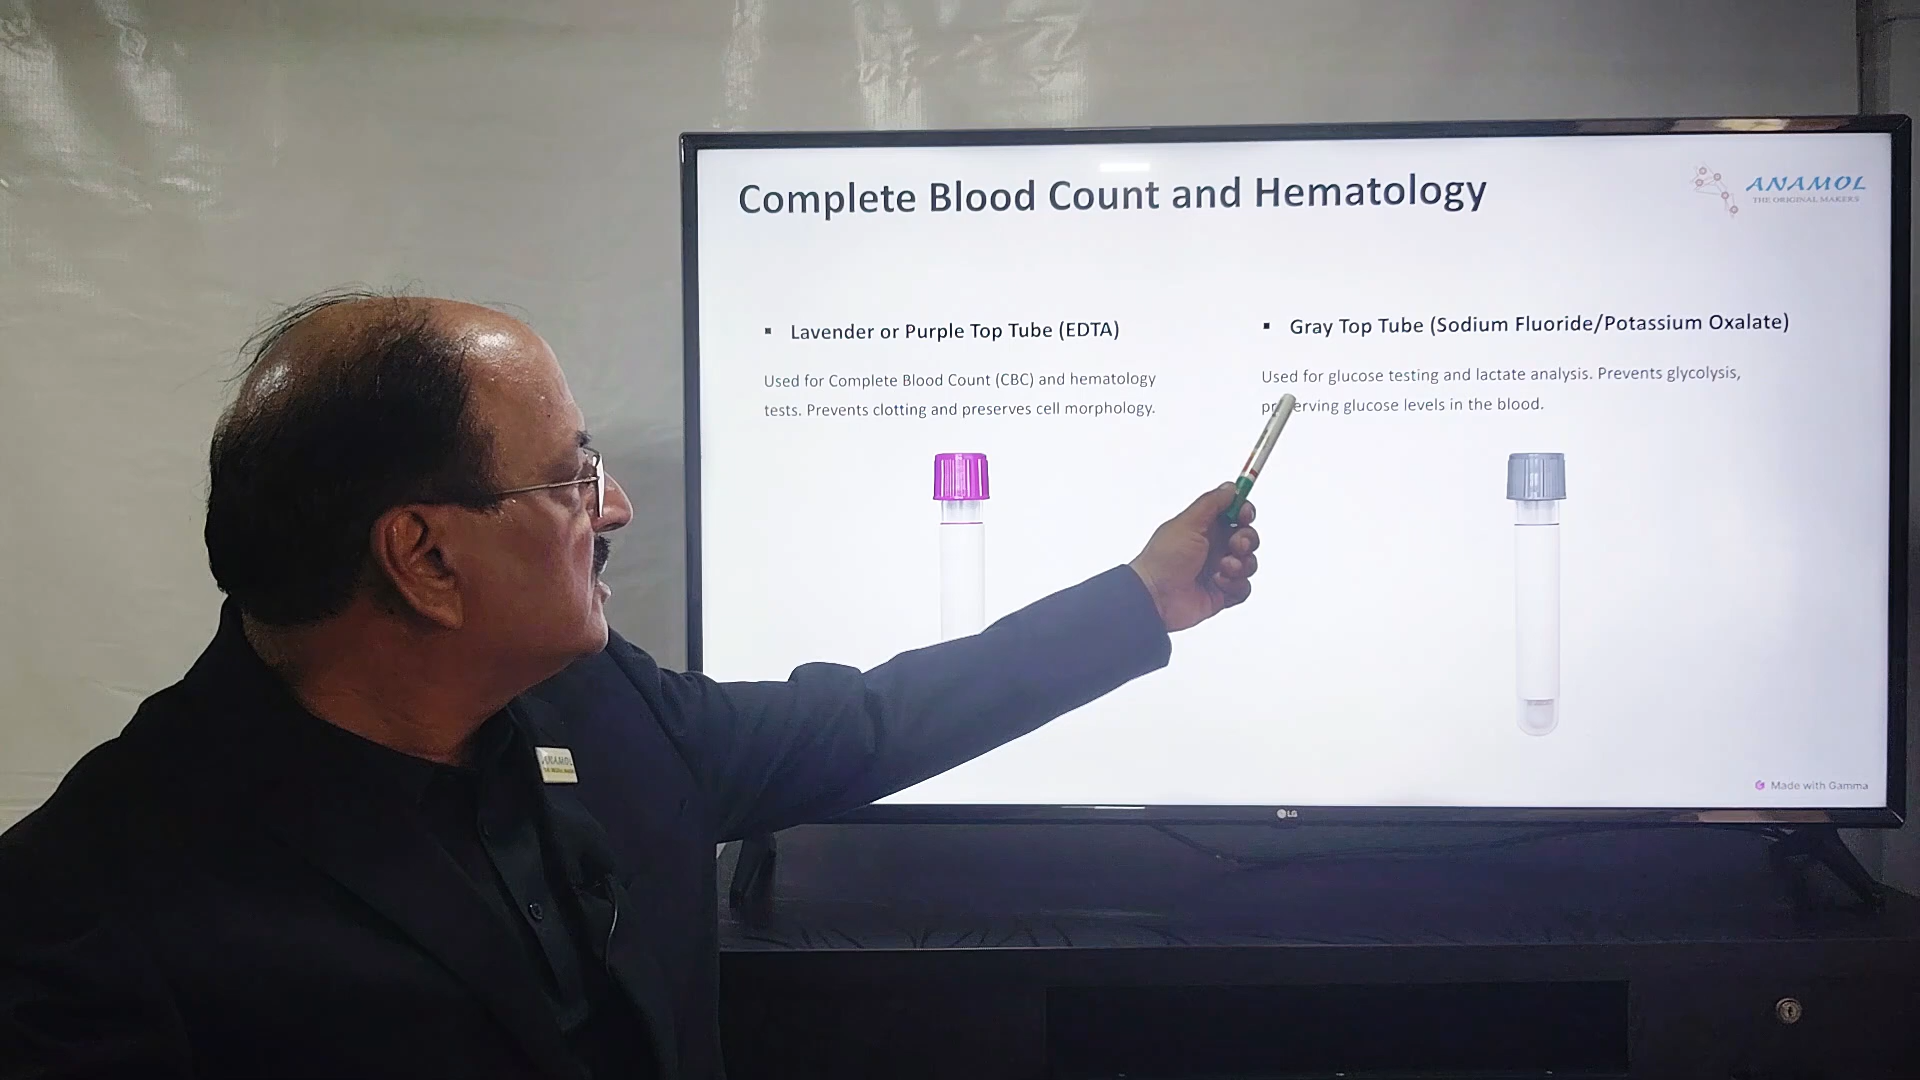 Complete Blood Count and Hematology
ANAMOL
THE ORIGINAL MAKERS
▪ Lavender or Purple Top Tube (EDTA)
Used for Complete Blood Count (CBC) and hematology
tests. Prevents clotting and preserves cell morphology.
▪ Gray Top Tube (Sodium Fluoride/Potassium Oxalate)
Used for glucose testing and lactate analysis. Prevents glycolysis,
preserving glucose levels in the blood.
Made with Gamma
LG
ANAMOL